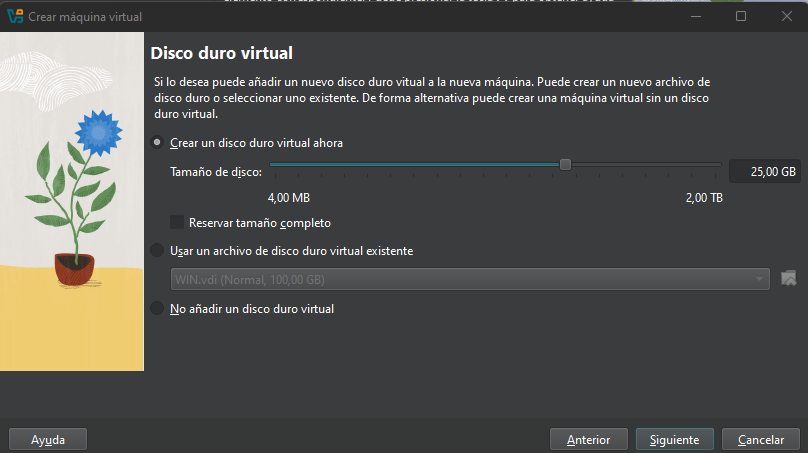 Crear máquina virtual
Disco duro virtual
Si lo desea puede añadir un nuevo disco duro vitual a la nueva máquina. Puede crear un nuevo archivo de
disco duro o seleccionar uno existente. De forma alternativa puede crear una máquina virtual sin un disco
duro virtual.
Crear un disco duro virtual ahora
Tamaño de disco:
25,00 GB
4,00 MB
2,00 TB
Reservar tamaño completo
Usar un archivo de disco duro virtual existente
WIN.vdi (Normal, 100,00 GB)
No añadir un disco duro virtual
Ayuda
Anterior
Siguiente
Cancelar